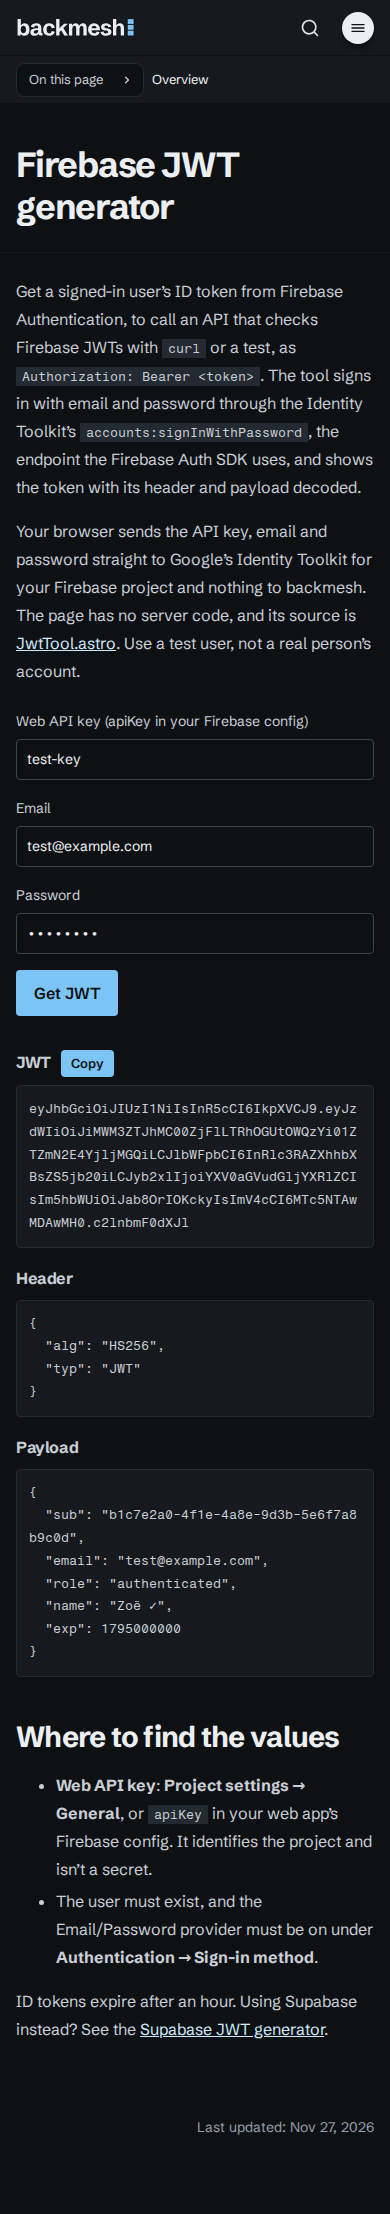 backmesh
On this page
Overview
Firebase JWT
generator
Get a signed-in user's ID token from Firebase
Authentication, to call an API that checks
Firebase JWTs with curl or a test, as
Authorization: Bearer <token>. The tool signs
in with email and password through the Identity
Toolkit's accounts:signInWithPassword, the
endpoint the Firebase Auth SDK uses, and shows
the token with its header and payload decoded.
Your browser sends the API key, email and
password straight to Google's Identity Toolkit for
your Firebase project and nothing to backmesh.
The page has no server code, and its source is
JwtTool.astro. Use a test user, not a real person's
account.
Web API key (apiKey in your Firebase config)
test-key
Email
test@example.com
Password
••••••••
Get JWT
JWT
Copy
eyJhbGciOiJIUzI1NiIsInR5cCI6IkpXVCJ9.eyJz
dWIiOiJiMWM3ZTJhMC00ZjFlLTRhOGUtOWQzYi01Z
TZmN2E4YjljMGQiLCJlbWFpbCI6InRlc3RAZXhhbX
BsZS5jb20iLCJyb2xlIjoiYXV0aGVudGljYXRlZCI
sIm5hbWUiOiJab8OrIOKckyIsImV4cCI6MTc5NTAw
MDAwMH0.c2lnbmF0dXJl
Header
{
"alg": "HS256",
"typ": "JWT"
}
Payload
{
"sub": "b1c7e2a0-4f1e-4a8e-9d3b-5e6f7a8
b9c0d",
"email": "test@example.com",
"role": "authenticated",
"name": "Zoë ✓",
"exp": 1795000000
}
Where to find the values
• Web API key: Project settings →
General, or apiKey in your web app's
Firebase config. It identifies the project and
isn't a secret.
• The user must exist, and the
Email/Password provider must be on under
Authentication → Sign-in method.
ID tokens expire after an hour. Using Supabase
instead? See the Supabase JWT generator.
Last updated: Nov 27, 2026